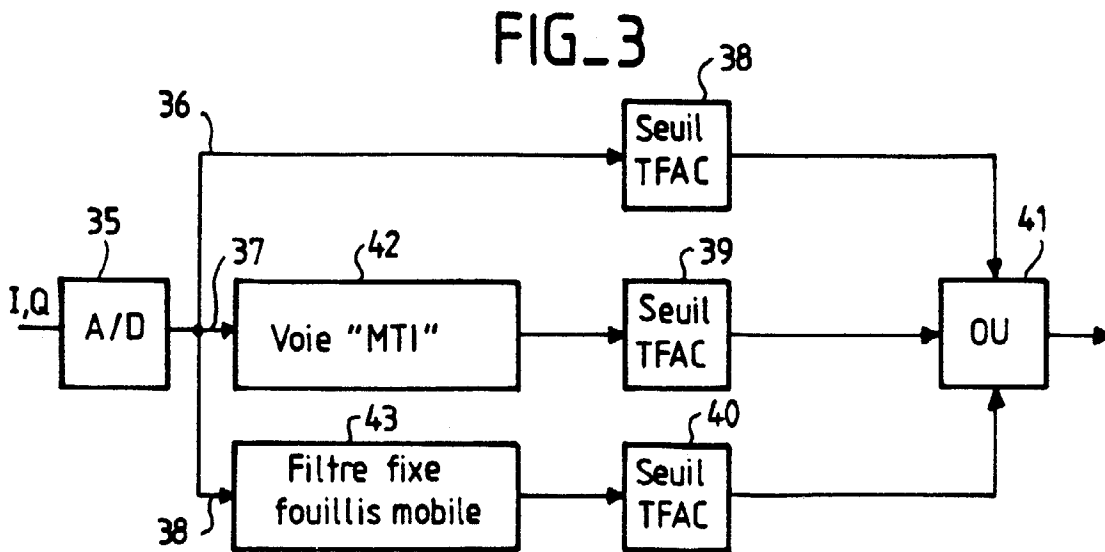 FIG_3
36
38
Seuil
TFAC
35
37
42
39
41
I,Q
A/D
Voie "MTI"
Seuil
TFAC
OU
43
40
38
Filtre fixe
fouillis mobile
Seuil
TFAC